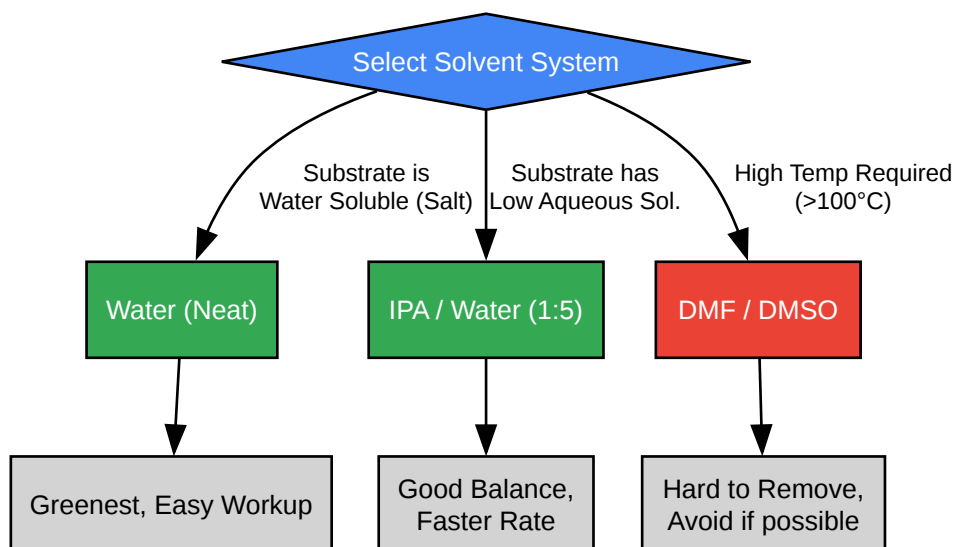 Select Solvent System
Substrate is
Water Soluble (Salt)
Substrate has
Low Aqueous Sol.
High Temp Required
(>100°C)
Water (Neat)
IPA / Water (1:5)
DMF / DMSO
Greenest, Easy Workup
Good Balance,
Faster Rate
Hard to Remove,
Avoid if possible